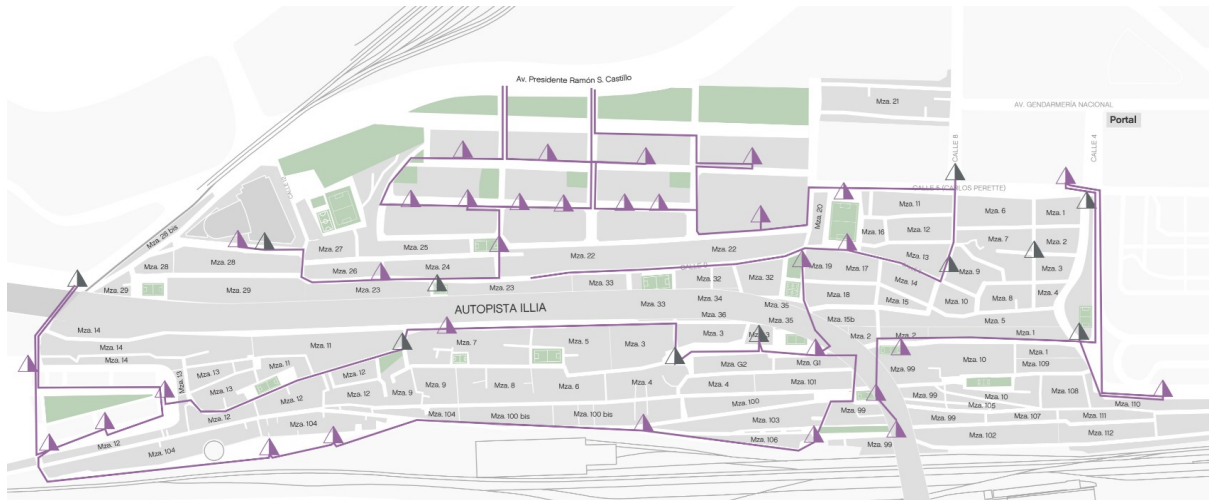 Av. Presidente Ramón S. Castillo
Mza. 21
AV. GENDARMERÍA NACIONAL
Portal
CALLE 8
CALLE 4
CALLE 5 (CARLOS PERETTE)
Mza. 20
Mza. 11
Mza. 6
Mza. 1
Mza. 16
Mza. 12
Mza. 7
Mza. 2
Mza. 28 bis
Mza. 27
Mza. 25
Mza. 22
Mza. 22
Mza. 13
Mza. 28
Mza. 28
Mza. 26
Mza. 24
Mza. 19
Mza. 17
Mza. 9
Mza. 3
Mza. 29
Mza. 29
Mza. 23
Mza. 23
Mza. 33
Mza. 32
Mza. 32
Mza. 14
Mza. 18
Mza. 15
Mza. 10
Mza. 8
Mza. 4
AUTOPISTA ILLIA
Mza. 33
Mza. 34
Mza. 35
Mza. 36
Mza. 35
Mza. 15b
Mza. 5
Mza. 14
Mza. 14
Mza. 11
Mza. 7
Mza. 5
Mza. 3
Mza. 3
Mza. 2
Mza. 2
Mza. 1
Mza. 14
Mza. 13
Mza. 13
Mza. 13
Mza. 11
Mza. 12
Mza. 12
Mza. 12
Mza. 9
Mza. 9
Mza. 8
Mza. 6
Mza. 4
Mza. G2
Mza. G1
Mza. 4
Mza. 101
Mza. 99
Mza. 10
Mza. 1
Mza. 109
Mza. 99
Mza. 10
Mza. 105
Mza. 108
Mza. 110
Mza. 12
Mza. 12
Mza. 104
Mza. 104
Mza. 104
Mza. 100 bis
Mza. 100 bis
Mza. 100
Mza. 103
Mza. 106
Mza. 99
Mza. 99
Mza. 99
Mza. 107
Mza. 111
Mza. 102
Mza. 112